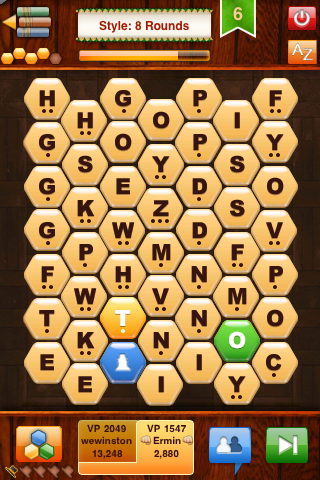 Style: 8 Rounds
6
AZ
H G P F
H O I
G O P Y
S Y S
G E D O
K Z S
G W D V
P M F
F H N P
W V M
T T N O
K N O
E I C
E I Y
VP 2049 VP 1547
wewinston Ermin
13,248 2,880